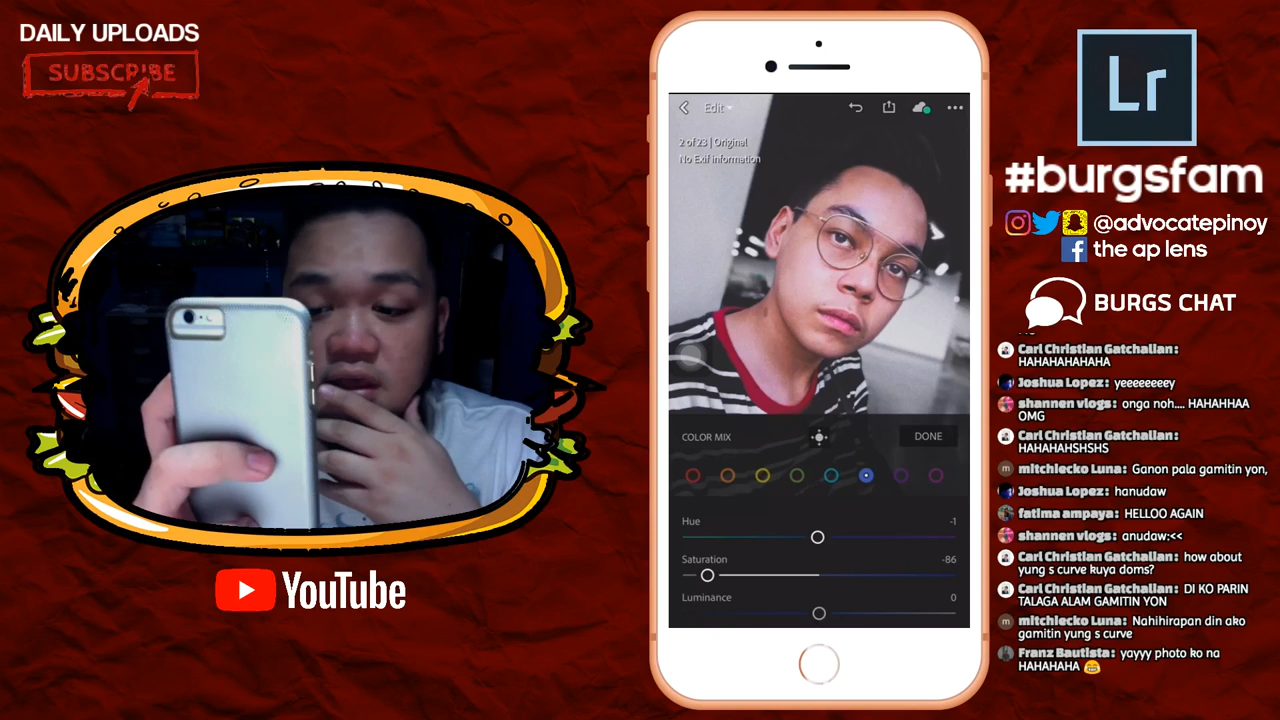 DAILY UPLOADS
SUBSCRIBE
YouTube
Edit
2 of 23 | Original
No Exif information
COLOR MIX
DONE
Hue -1
Saturation -86
Luminance 0
Lr
#burgsfam
@advocatepinoy
the ap lens
BURGS CHAT
Carl Christian Gatchalian:
HAHAHAHAHAHA
Joshua Lopez: yeeeeeeeey
shannen vlogs: onga noh.... HAHAHHAA
OMG
Carl Christian Gatchalian:
HAHAHAHSHSHS
m mitchiecko Luna: Ganon pala gamitin yon,
Joshua Lopez: hanudaw
fatima ampaya: HELLOO AGAIN
shannen vlogs: anudaw:<<
Carl Christian Gatchalian: how about
yung s curve kuya doms?
Carl Christian Gatchalian: DI KO PARIN
TALAGA ALAM GAMITIN YON
m mitchiecko Luna: Nahihirapan din ako
gamitin yung s curve
Franz Bautista: yayyy photo ko na
HAHAHAHA 😂